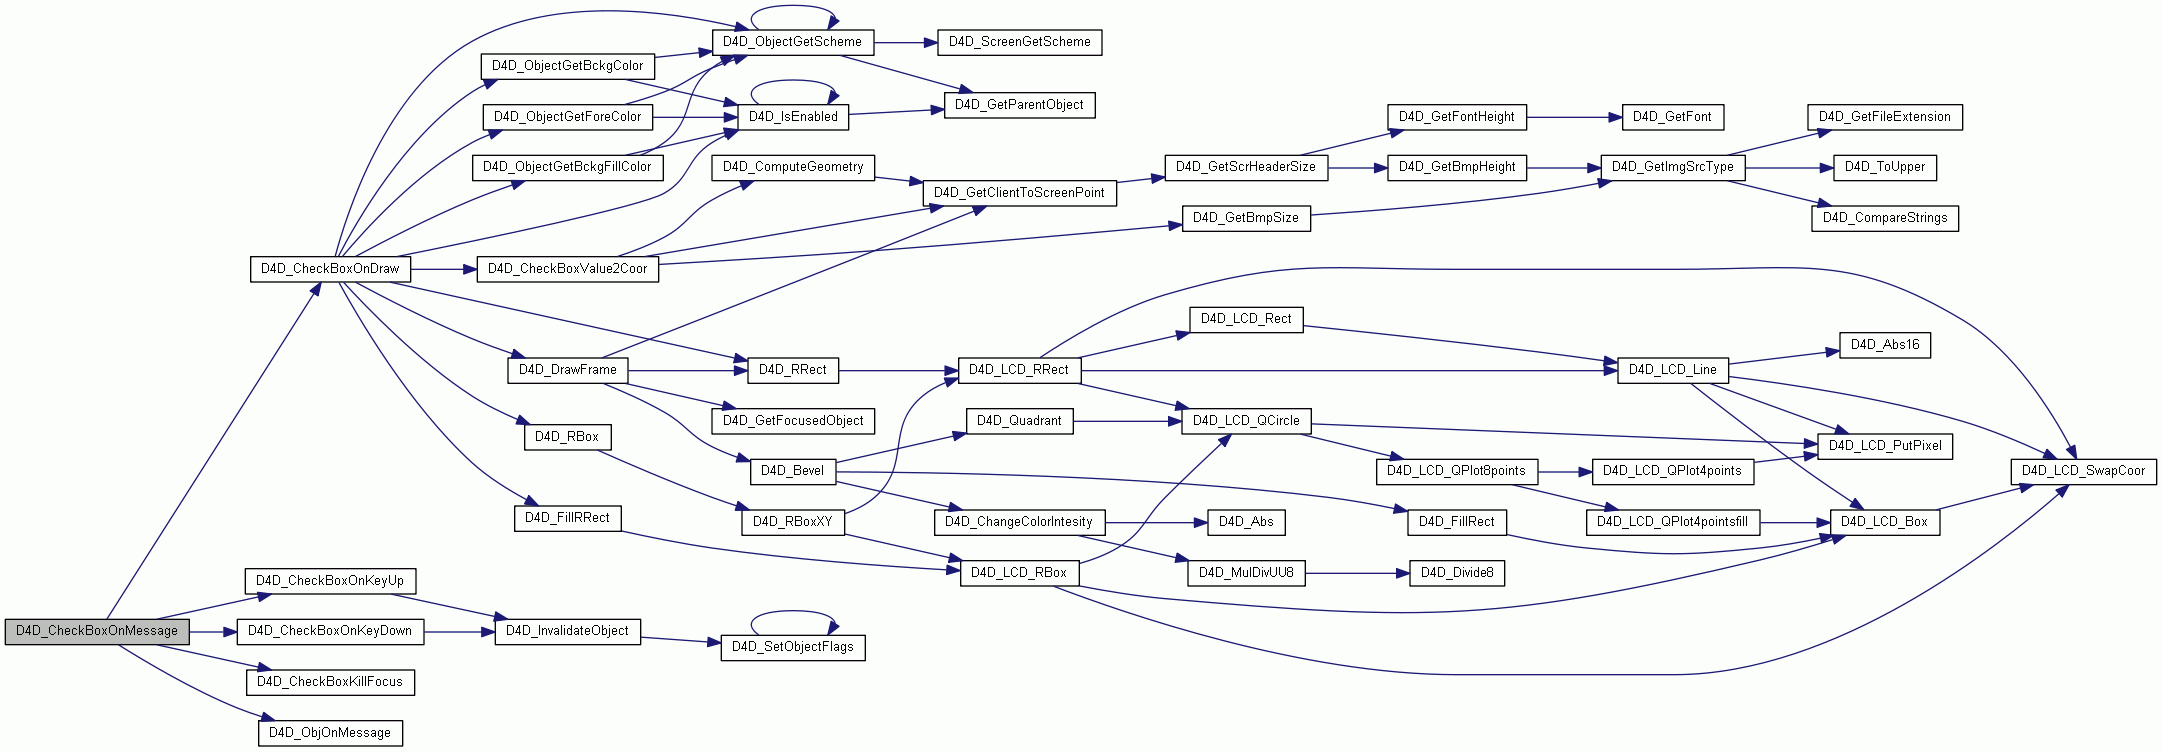 D4D_ObjectGetScheme
D4D_ScreenGetScheme
D4D_ObjectGetBckgColor
D4D_GetParentObject
D4D_ObjectGetForeColor
D4D_IsEnabled
D4D_GetFontHeight
D4D_GetFont
D4D_GetFileExtension
D4D_ObjectGetBckgFillColor
D4D_ComputeGeometry
D4D_GetScrHeaderSize
D4D_GetBmpHeight
D4D_GetImgSrcType
D4D_ToUpper
D4D_GetClientToScreenPoint
D4D_GetBmpSize
D4D_CompareStrings
D4D_CheckBoxOnDraw
D4D_CheckBoxValue2Coor
D4D_LCD_Rect
D4D_Abs16
D4D_DrawFrame
D4D_RRect
D4D_LCD_RRect
D4D_LCD_Line
D4D_GetFocusedObject
D4D_Quadrant
D4D_LCD_QCircle
D4D_RBox
D4D_LCD_PutPixel
D4D_Bevel
D4D_LCD_QPlot8points
D4D_LCD_QPlot4points
D4D_LCD_SwapCoor
D4D_FillRRect
D4D_RBoxXY
D4D_ChangeColorIntesity
D4D_Abs
D4D_FillRect
D4D_LCD_QPlot4pointsfill
D4D_LCD_Box
D4D_CheckBoxOnKeyUp
D4D_LCD_RBox
D4D_MulDivUU8
D4D_Divide8
D4D_CheckBoxOnMessage
D4D_CheckBoxOnKeyDown
D4D_InvalidateObject
D4D_SetObjectFlags
D4D_CheckBoxKillFocus
D4D_ObjOnMessage